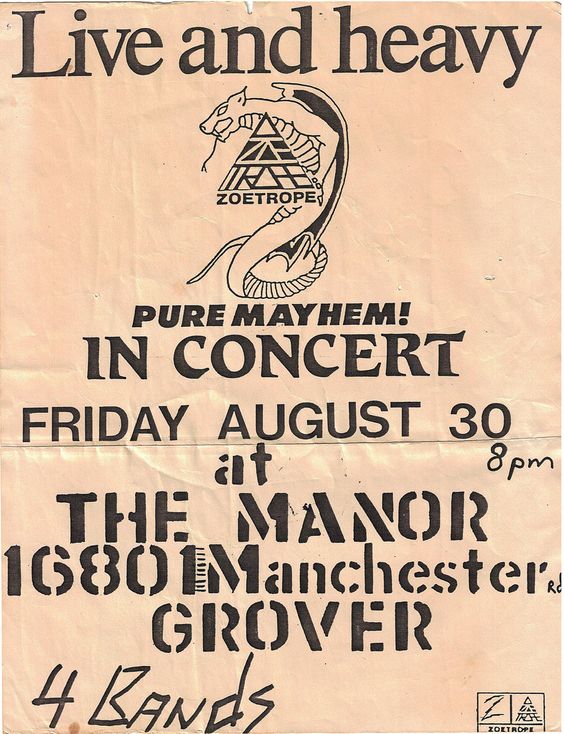 Live and heavy
ZOETROPE
PURE MAYHEM!
IN CONCERT
FRIDAY AUGUST 30
8pm
at
THE MANOR
16801 Manchester Rd
GROVER
4 BANdS
Z
ZOETROPE